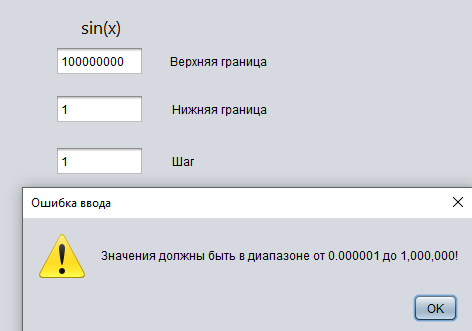 sin(x)
100000000 Верхняя граница
1 Нижняя граница
1 Шаг
Ошибка ввода
Значения должны быть в диапазоне от 0.000001 до 1,000,000!
OK